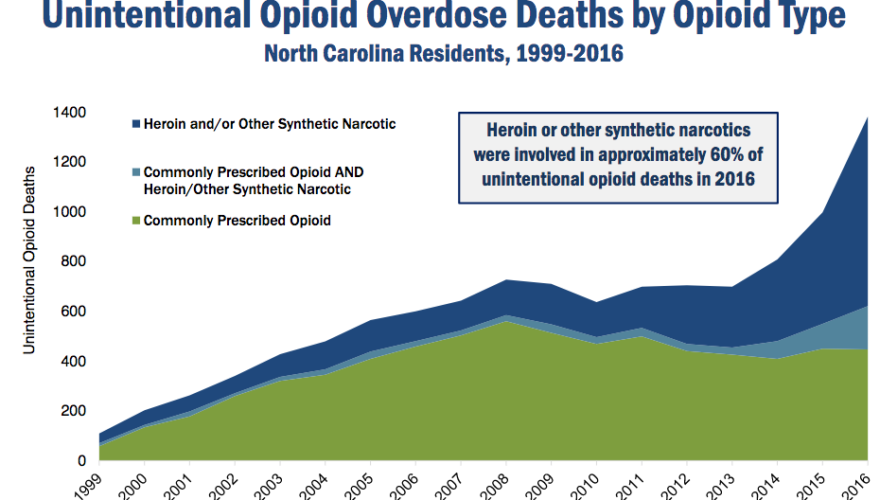 Unintentional Opioid Overdose Deaths by Opioid Type
North Carolina Residents, 1999-2016
Unintentional Opioid Deaths
1400
1200
1000
800
600
400
200
0
Heroin and/or Other Synthetic Narcotic
Commonly Prescribed Opioid AND
Heroin/Other Synthetic Narcotic
Commonly Prescribed Opioid
Heroin or other synthetic narcotics
were involved in approximately 60% of
unintentional opioid deaths in 2016
1999
2000
2001
2002
2003
2004
2005
2006
2007
2008
2009
2010
2011
2012
2013
2014
2015
2016